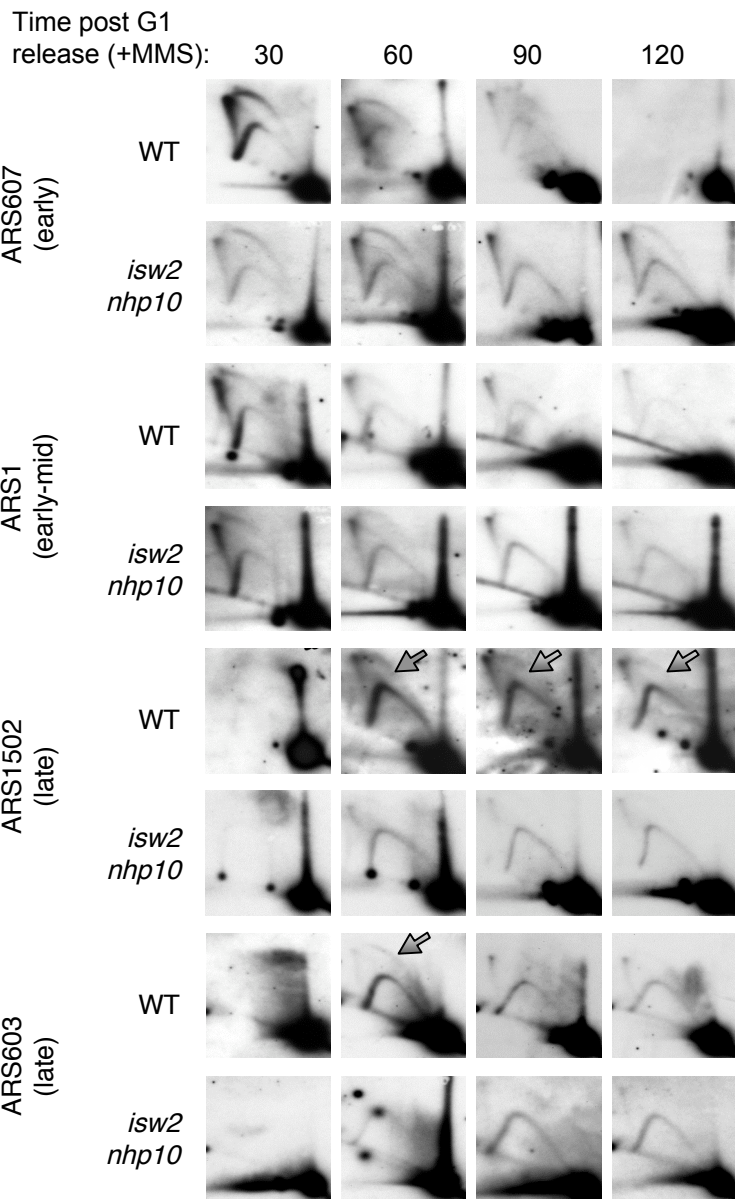 Time post G1
release (+MMS): 30 60 90 120
ARS607
(early)
WT
isw2
nhp10
ARS1
(early-mid)
WT
isw2
nhp10
ARS1502
(late)
WT
isw2
nhp10
ARS603
(late)
WT
isw2
nhp10